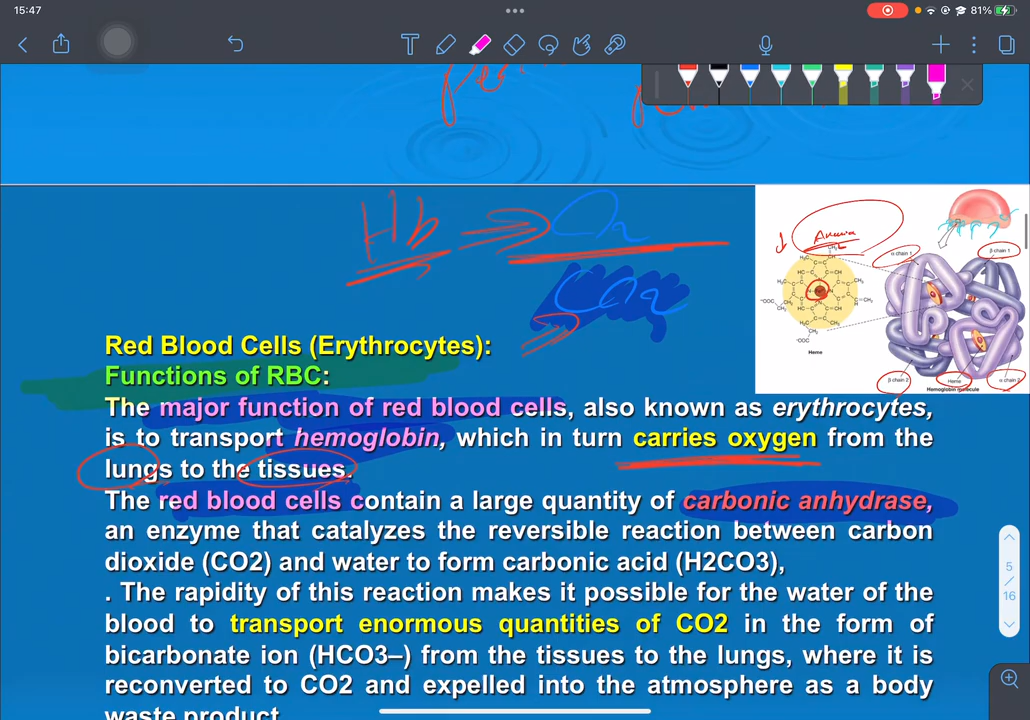 15:47
81%
T
Hb → O2
CO2
Anemia
α chain 1
β chain 1
β chain 2
Heme
α chain 2
Heme
Hemoglobin molecule
Red Blood Cells (Erythrocytes):
Functions of RBC:
The major function of red blood cells, also known as erythrocytes,
is to transport hemoglobin, which in turn carries oxygen from the
lungs to the tissues.
The red blood cells contain a large quantity of carbonic anhydrase,
an enzyme that catalyzes the reversible reaction between carbon
dioxide (CO2) and water to form carbonic acid (H2CO3),
. The rapidity of this reaction makes it possible for the water of the
blood to transport enormous quantities of CO2 in the form of
bicarbonate ion (HCO3–) from the tissues to the lungs, where it is
reconverted to CO2 and expelled into the atmosphere as a body
waste product
5
16